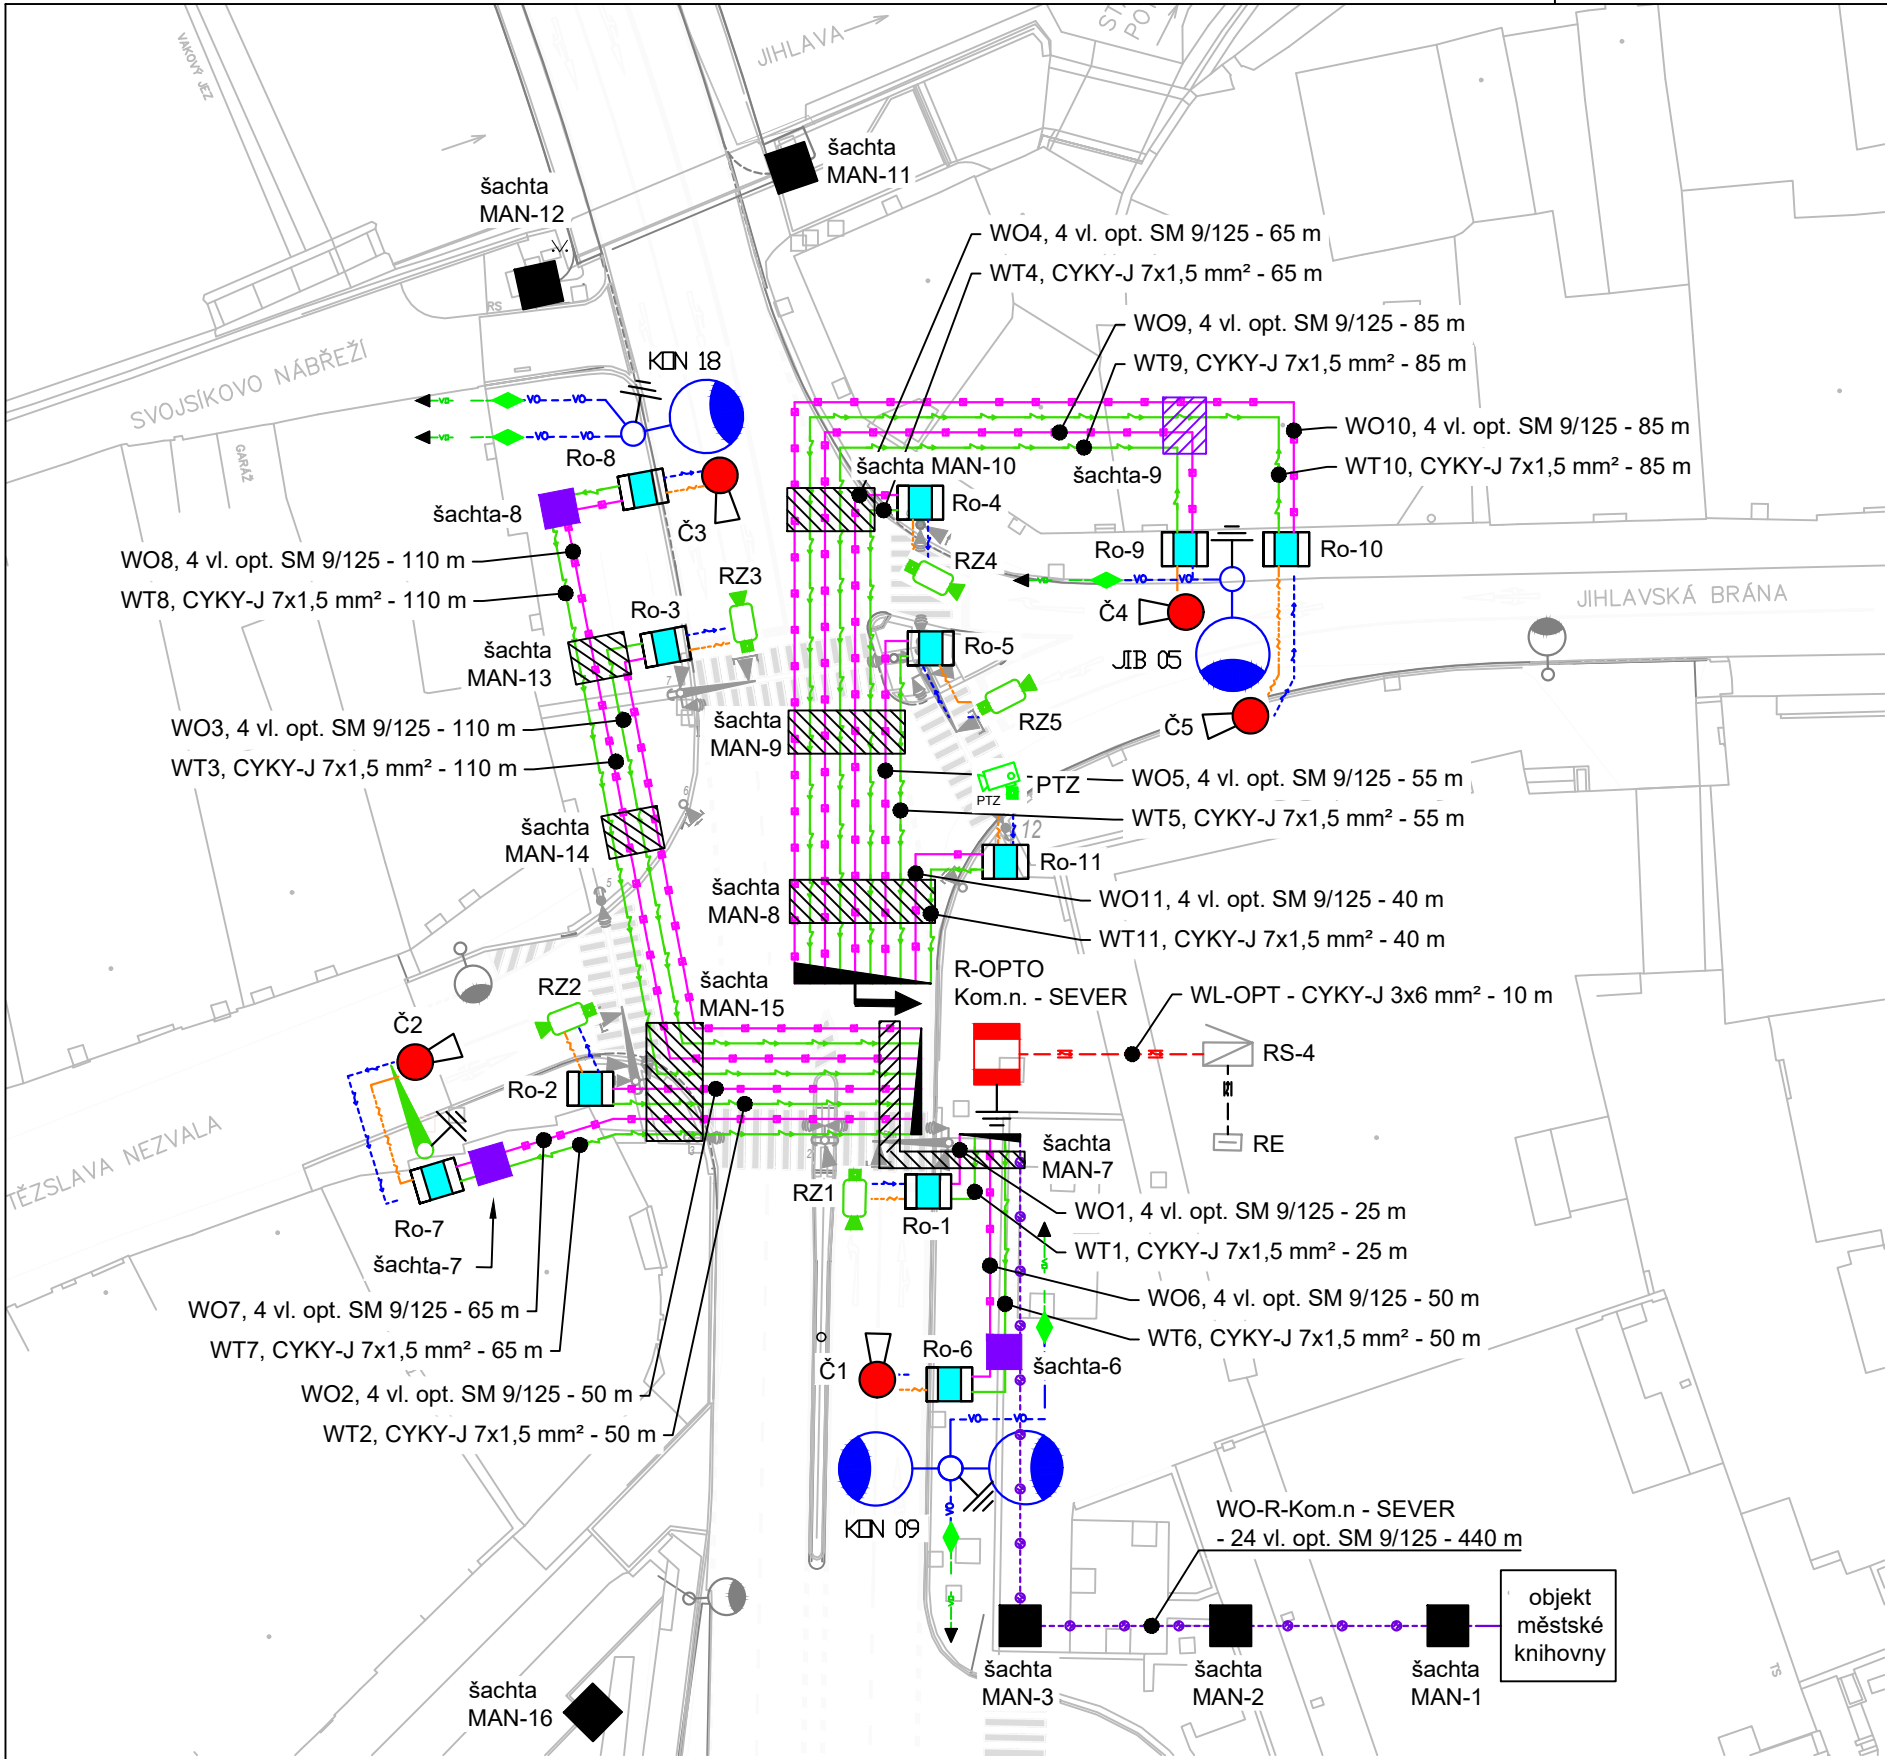 VAKOVÝ JEZ
JIHLAVA
šachta
MAN-11
šachta
MAN-12
RS
WO4, 4 vl. opt. SM 9/125 - 65 m
WT4, CYKY-J 7x1,5 mm² - 65 m
WO9, 4 vl. opt. SM 9/125 - 85 m
WT9, CYKY-J 7x1,5 mm² - 85 m
SVOJSÍKOVO NÁBŘEŽÍ
KON 18
WO10, 4 vl. opt. SM 9/125 - 85 m
WT10, CYKY-J 7x1,5 mm² - 85 m
GARÁŽ
Ro-8
šachta MAN-10
šachta-9
šachta-8
Č3
Ro-4
Ro-9
Ro-10
WO8, 4 vl. opt. SM 9/125 - 110 m
WT8, CYKY-J 7x1,5 mm² - 110 m
RZ3
RZ4
Ro-3
Č4
JIHLAVSKÁ BRÁNA
šachta
MAN-13
Ro-5
JIB 05
WO3, 4 vl. opt. SM 9/125 - 110 m
WT3, CYKY-J 7x1,5 mm² - 110 m
šachta
MAN-9
RZ5
Č5
WO5, 4 vl. opt. SM 9/125 - 55 m
PTZ
PTZ
WT5, CYKY-J 7x1,5 mm² - 55 m
12
šachta
MAN-14
Ro-11
šachta
MAN-8
WO11, 4 vl. opt. SM 9/125 - 40 m
WT11, CYKY-J 7x1,5 mm² - 40 m
R-OPTO
Kom.n. - SEVER
RZ2
šachta
MAN-15
WL-OPT - CYKY-J 3x6 mm² - 10 m
Č2
RS-4
Ro-2
RE
TĚZSLAVA NEZVALA
šachta
MAN-7
RZ1
Ro-7
Ro-1
WO1, 4 vl. opt. SM 9/125 - 25 m
WT1, CYKY-J 7x1,5 mm² - 25 m
šachta-7
WO7, 4 vl. opt. SM 9/125 - 65 m
WO6, 4 vl. opt. SM 9/125 - 50 m
WT7, CYKY-J 7x1,5 mm² - 65 m
WT6, CYKY-J 7x1,5 mm² - 50 m
Č1
Ro-6
šachta-6
WO2, 4 vl. opt. SM 9/125 - 50 m
WT2, CYKY-J 7x1,5 mm² - 50 m
KON 09
WO-R-Kom.n - SEVER
- 24 vl. opt. SM 9/125 - 440 m
objekt
městské
knihovny
šachta
MAN-3
šachta
MAN-2
šachta
MAN-1
šachta
MAN-16
TS